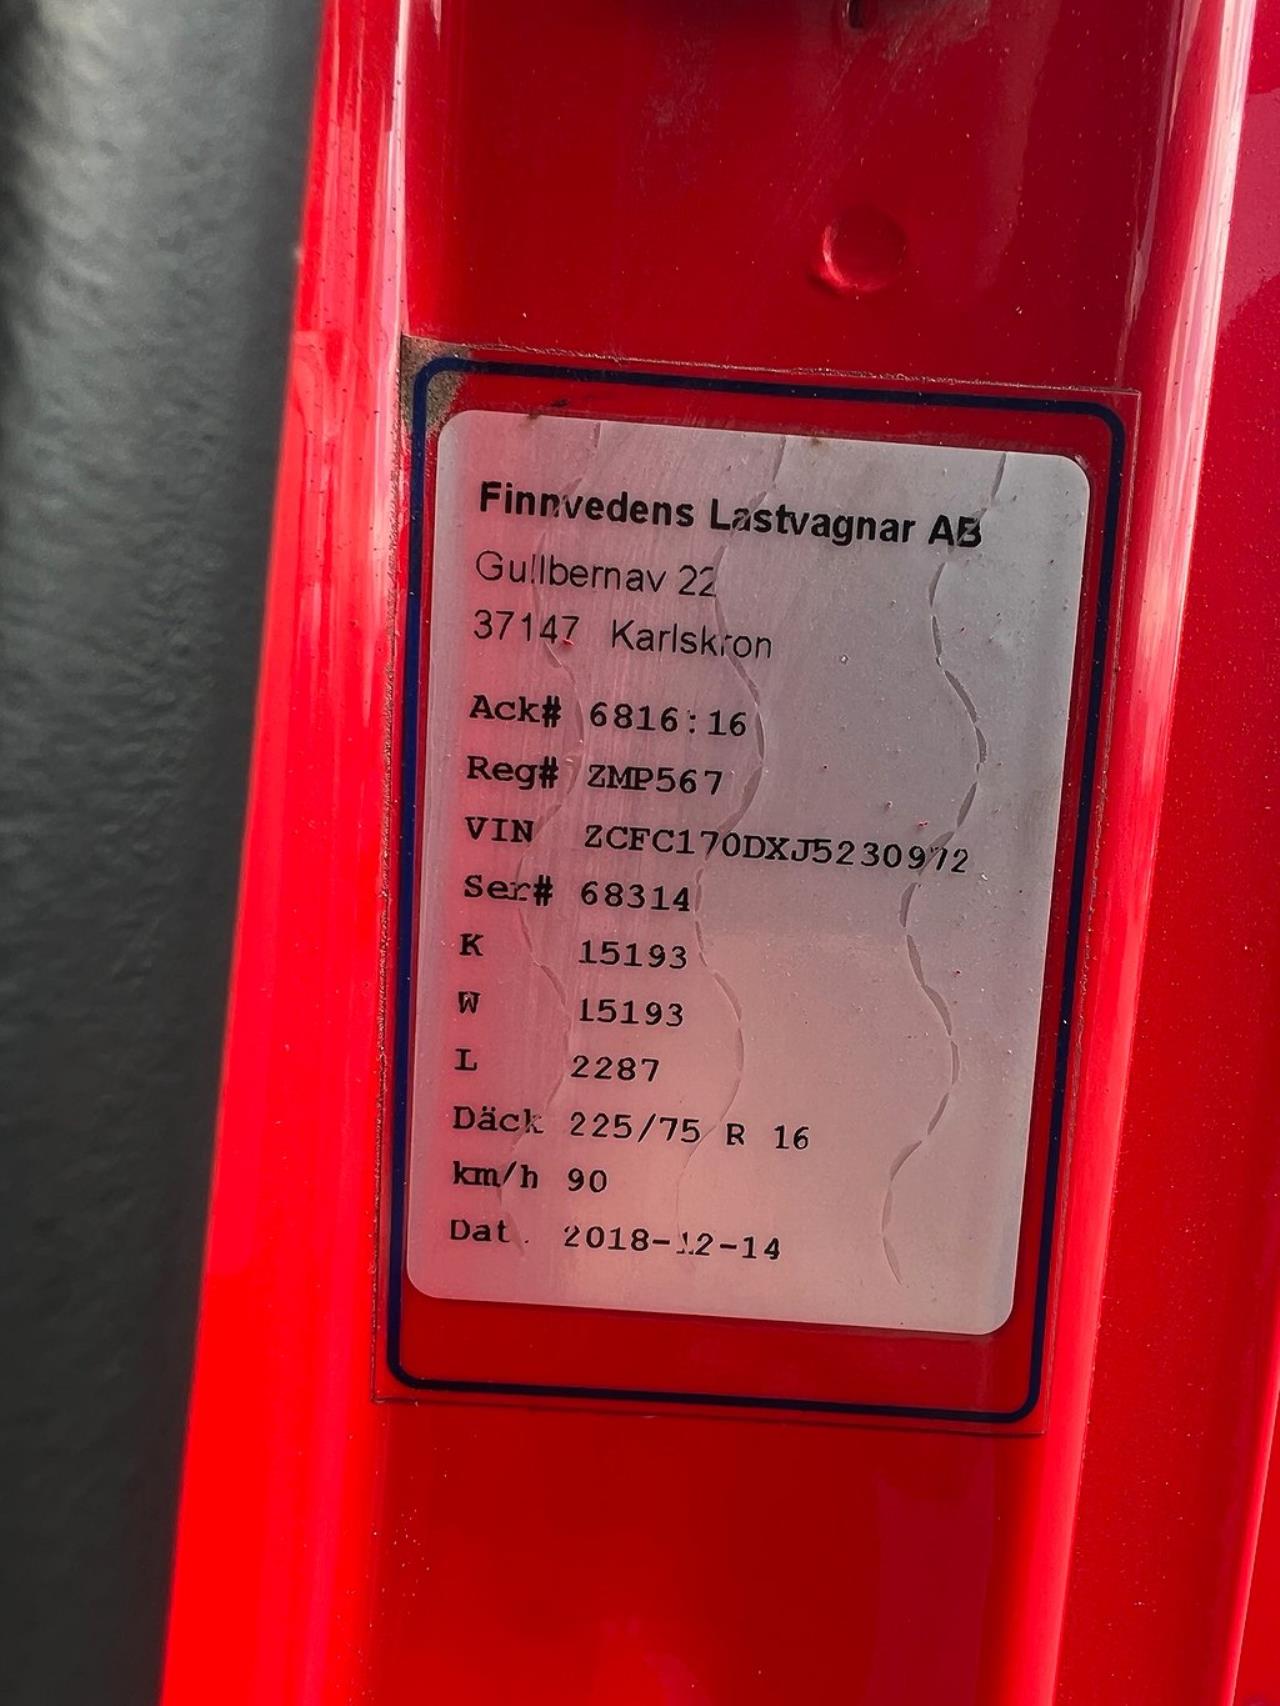 Finnvedens Lastvagnar AB
Gullbernav 22
37147 Karlskron
Ack# 6816:16
Reg# ZMP567
VIN ZCFC170DXJ5230972
Ser# 68314
K 15193
W 15193
L 2287
Däck 225/75 R 16
km/h 90
Dat. 2018-12-14